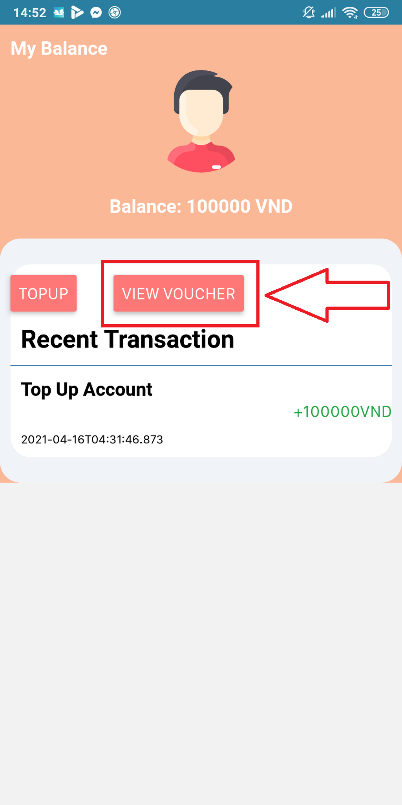 14:52
25
My Balance
Balance: 100000 VND
TOPUP
VIEW VOUCHER
Recent Transaction
Top Up Account
+100000VND
2021-04-16T04:31:46.873